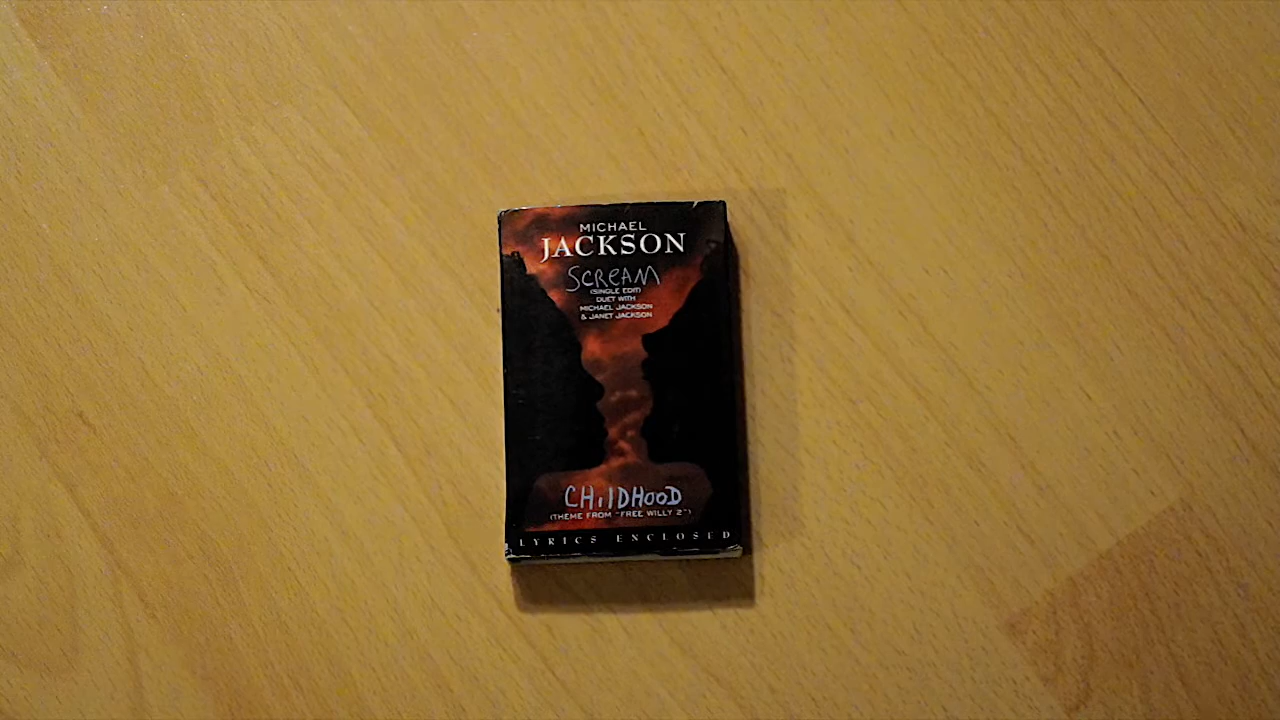 MICHAEL
JACKSON
SCREAM
(SINGLE EDIT)
DUET WITH
MICHAEL JACKSON
& JANET JACKSON
CHILDHOOD
(THEME FROM "FREE WILLY 2")
LYRICS ENCLOSED